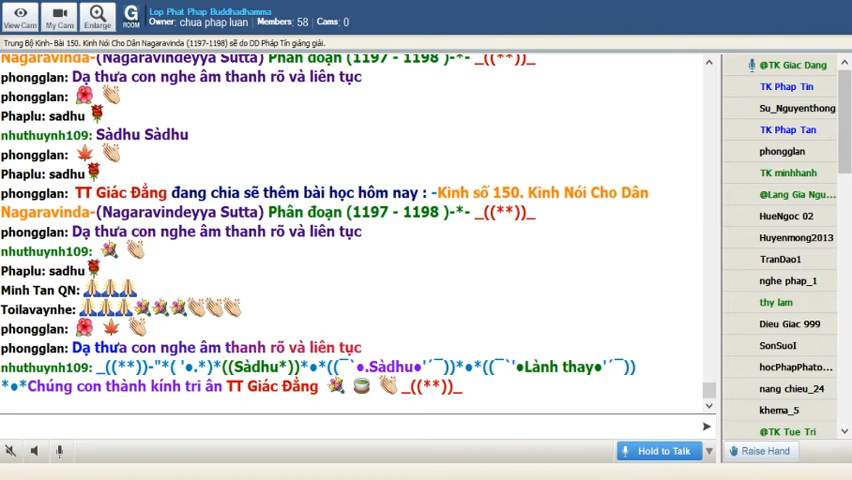 View Cam
My Cam
Enlarge
G
ROOM
Lop Phat Phap Buddhadhamma
Owner: chua phap luan Members: 58 Cams: 0
Trung Bộ Kinh- Bài 150. Kinh Nói Cho Dân Nagaravinda (1197-1198) sẽ do DD Pháp Tín giảng giải.
Nagaravinda-(Nagaravindeyya Sutta) Phân đoạn (1197 - 1198 )-*- _((**))_
phongglan: Dạ thưa con nghe âm thanh rõ và liên tục
phongglan:
Phaplu: sadhu
nhuthuynh109: Sàdhu Sàdhu
phongglan:
Phaplu: sadhu
phongglan: TT Giác Đẳng đang chia sẽ thêm bài học hôm nay : -Kinh số 150. Kinh Nói Cho Dân
Nagaravinda-(Nagaravindeyya Sutta) Phân đoạn (1197 - 1198 )-*- _((**))_
phongglan: Dạ thưa con nghe âm thanh rõ và liên tục
nhuthuynh109:
Phaplu: sadhu
Minh Tan QN:
Toilavaynhe:
phongglan:
phongglan: Dạ thưa con nghe âm thanh rõ và liên tục
nhuthuynh109: _((**))-"*( '●.*)*((Sàdhu*))*●*((¯`●.Sàdhu●'´¯))*●*((¯`'●Lành thay●'´¯))
*●*Chúng con thành kính tri ân TT Giác Đẳng _((**))_
Hold to Talk
@TK Giac Dang
TK Phap Tin
Su_Nguyenthong
TK Phap Tan
phongglan
TK minhhanh
@Lang Gia Ngu...
HueNgoc 02
Huyenmong2013
TranDao1
nghe phap_1
thy lam
Dieu Giac 999
SonSuoI
hocPhapPhato...
nang chieu_24
khema_5
@TK Tue Tri
Raise Hand